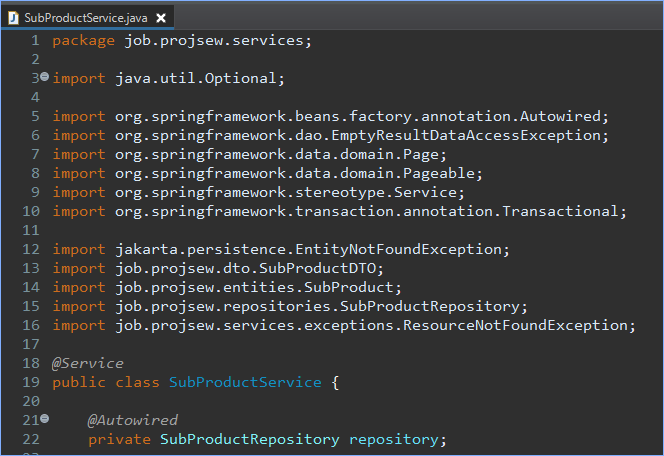 SubProductService.java
1 package job.projsew.services;
2
3 import java.util.Optional;
4
5 import org.springframework.beans.factory.annotation.Autowired;
6 import org.springframework.dao.EmptyResultDataAccessException;
7 import org.springframework.data.domain.Page;
8 import org.springframework.data.domain.Pageable;
9 import org.springframework.stereotype.Service;
10 import org.springframework.transaction.annotation.Transactional;
11
12 import jakarta.persistence.EntityNotFoundException;
13 import job.projsew.dto.SubProductDTO;
14 import job.projsew.entities.SubProduct;
15 import job.projsew.repositories.SubProductRepository;
16 import job.projsew.services.exceptions.ResourceNotFoundException;
17
18 @Service
19 public class SubProductService {
20
21 @Autowired
22 private SubProductRepository repository;